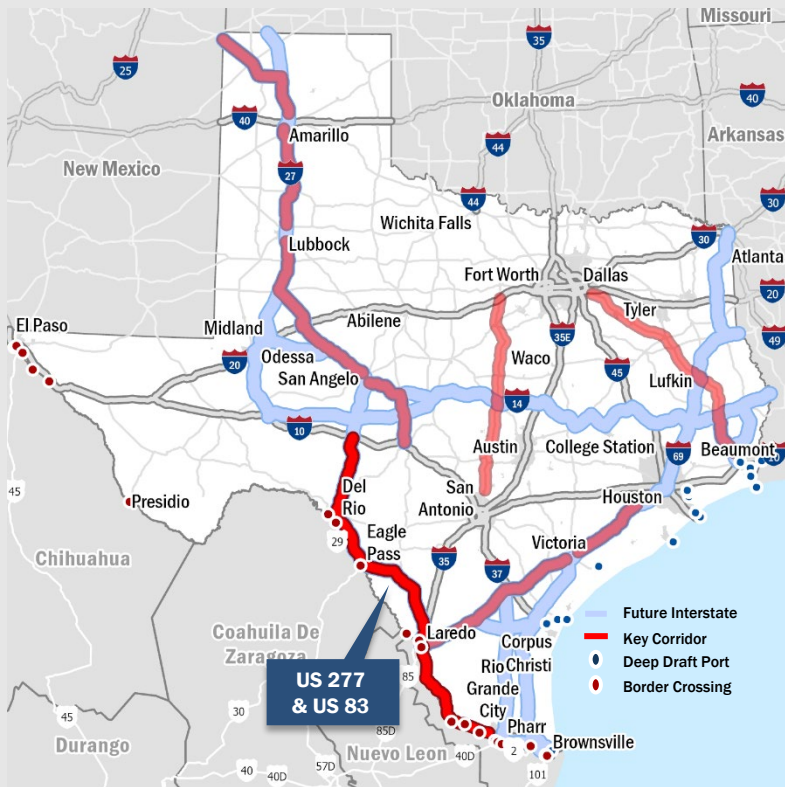 Missouri
35
25
40
Oklahoma
40
Amarillo
44
Arkansas
New Mexico
27
44
30
Wichita Falls
30
Lubbock
Atlanta
Fort Worth
Dallas
20
Tyler
El Paso
Midland
Abilene
35E
49
20
Odessa
Waco
45
San Angelo
Lufkin
14
10
Austin
College Station
Beaumont
69
10
45
Del
Rio
San
Antonio
Houston
Presidio
Eagle
Pass
29
Victoria
Chihuahua
35
37
Future Interstate
Coahuila De
Zaragoza
Laredo
Corpus
Christi
Key Corridor
Rio
Grande
City
Deep Draft Port
85
US 277
& US 83
Border Crossing
45
30
Pharr
85D
Durango
Nuevo Leon
2
Brownsville
40D
40
40D
57D
101